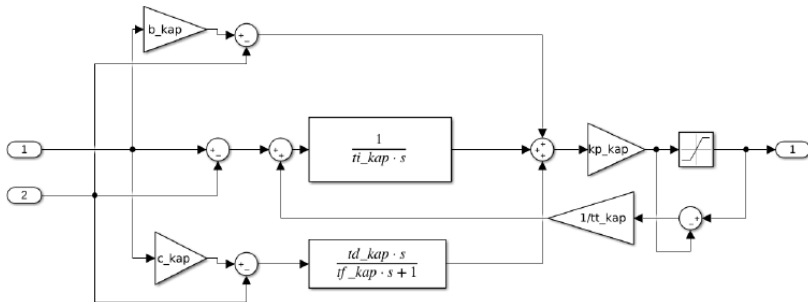 b_kap
+
−
1
+
−
+
+
1
ti_kap · s
+
+
+
kp_kap
1
2
1/tt_kap
−
+
c_kap
+
−
td_kap · s
tf_kap · s + 1